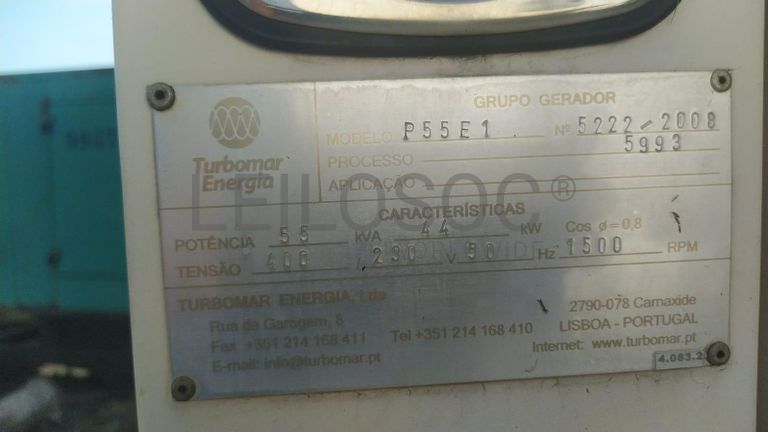 GRUPO GERADOR
MODELO P55E1 Nº 5222-2008
5993
PROCESSO
APLICAÇÃO
Turbomar
Energia
LEILOSOC®
CARACTERÍSTICAS
POTÊNCIA 55 kVA 44 kW Cos ø=0,8
TENSÃO 400 / 230 V 50 Hz 1500 RPM
TURBOMAR ENERGIA, Lda
Rua da Garagem, 8 2790-078 Carnaxide
Fax +351 214 168 411 Tel +351 214 168 410 LISBOA - PORTUGAL
E-mail: info@turbomar.pt Internet: www.turbomar.pt
4.083.2